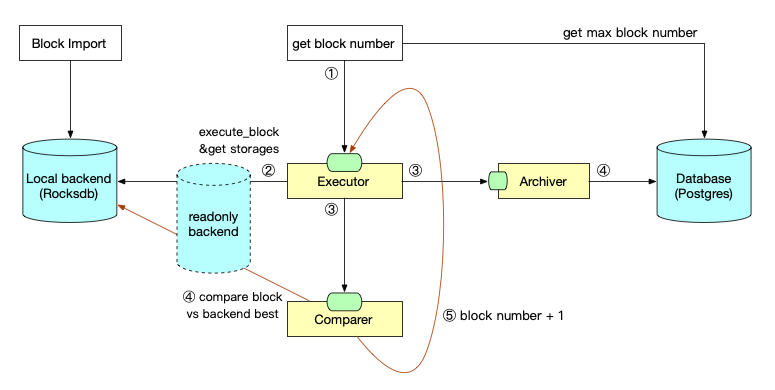 Block Import
get block number
get max block number
①
execute_block
&get storages
Local backend
(Rocksdb)
②
Executor
③
Archiver
④
Database
(Postgres)
readonly
backend
③
④ compare block
vs backend best
Comparer
⑤ block number + 1